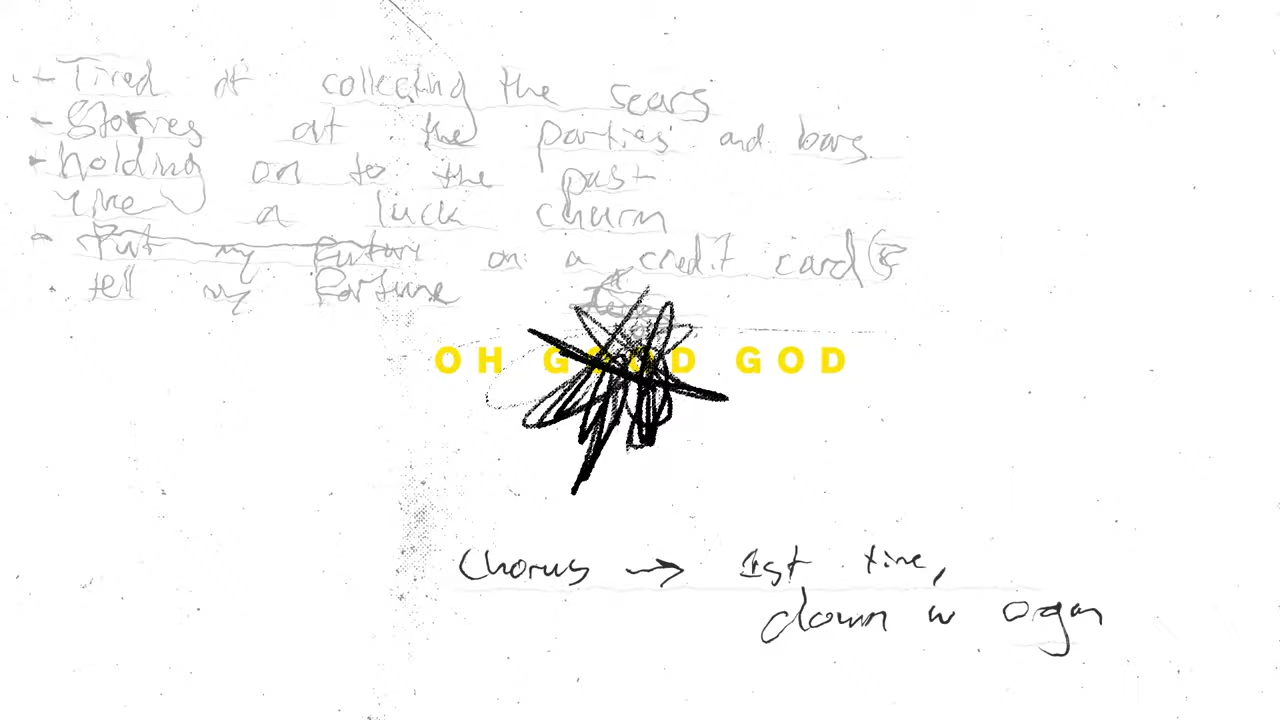 - Tired of collecting the scars
- Stories at the parties and bars
- holding on to the past
like a luck charm
- Put my future on a credit card
tell my Fortune
OH GOOD GOD
Chorus → 1st time,
down w organ